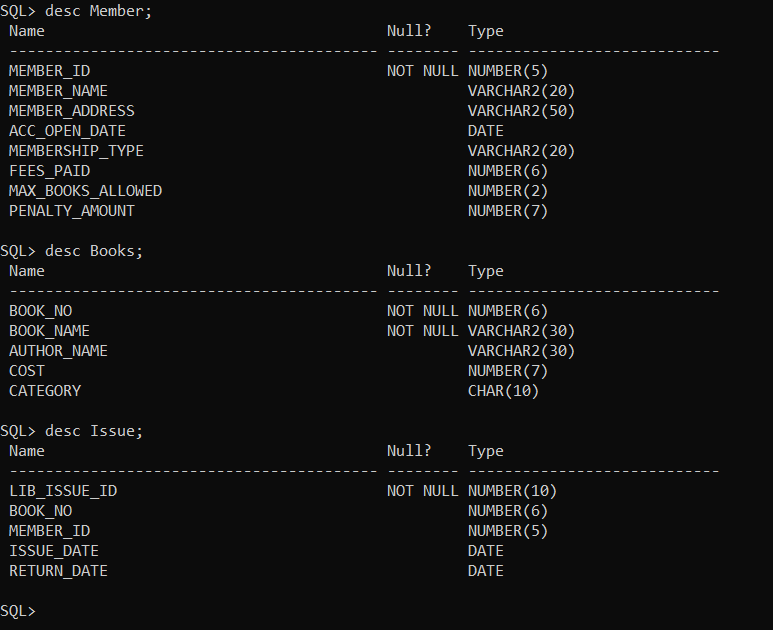 SQL> desc Member;
 Name                                      Null?    Type
 ----------------------------------------- -------- ----------------------------
 MEMBER_ID                                 NOT NULL NUMBER(5)
 MEMBER_NAME                                        VARCHAR2(20)
 MEMBER_ADDRESS                                     VARCHAR2(50)
 ACC_OPEN_DATE                                      DATE
 MEMBERSHIP_TYPE                                    VARCHAR2(20)
 FEES_PAID                                          NUMBER(6)
 MAX_BOOKS_ALLOWED                                  NUMBER(2)
 PENALTY_AMOUNT                                     NUMBER(7)

SQL> desc Books;
 Name                                      Null?    Type
 ----------------------------------------- -------- ----------------------------
 BOOK_NO                                   NOT NULL NUMBER(6)
 BOOK_NAME                                 NOT NULL VARCHAR2(30)
 AUTHOR_NAME                                        VARCHAR2(30)
 COST                                               NUMBER(7)
 CATEGORY                                           CHAR(10)

SQL> desc Issue;
 Name                                      Null?    Type
 ----------------------------------------- -------- ----------------------------
 LIB_ISSUE_ID                              NOT NULL NUMBER(10)
 BOOK_NO                                            NUMBER(6)
 MEMBER_ID                                          NUMBER(5)
 ISSUE_DATE                                         DATE
 RETURN_DATE                                        DATE

SQL>